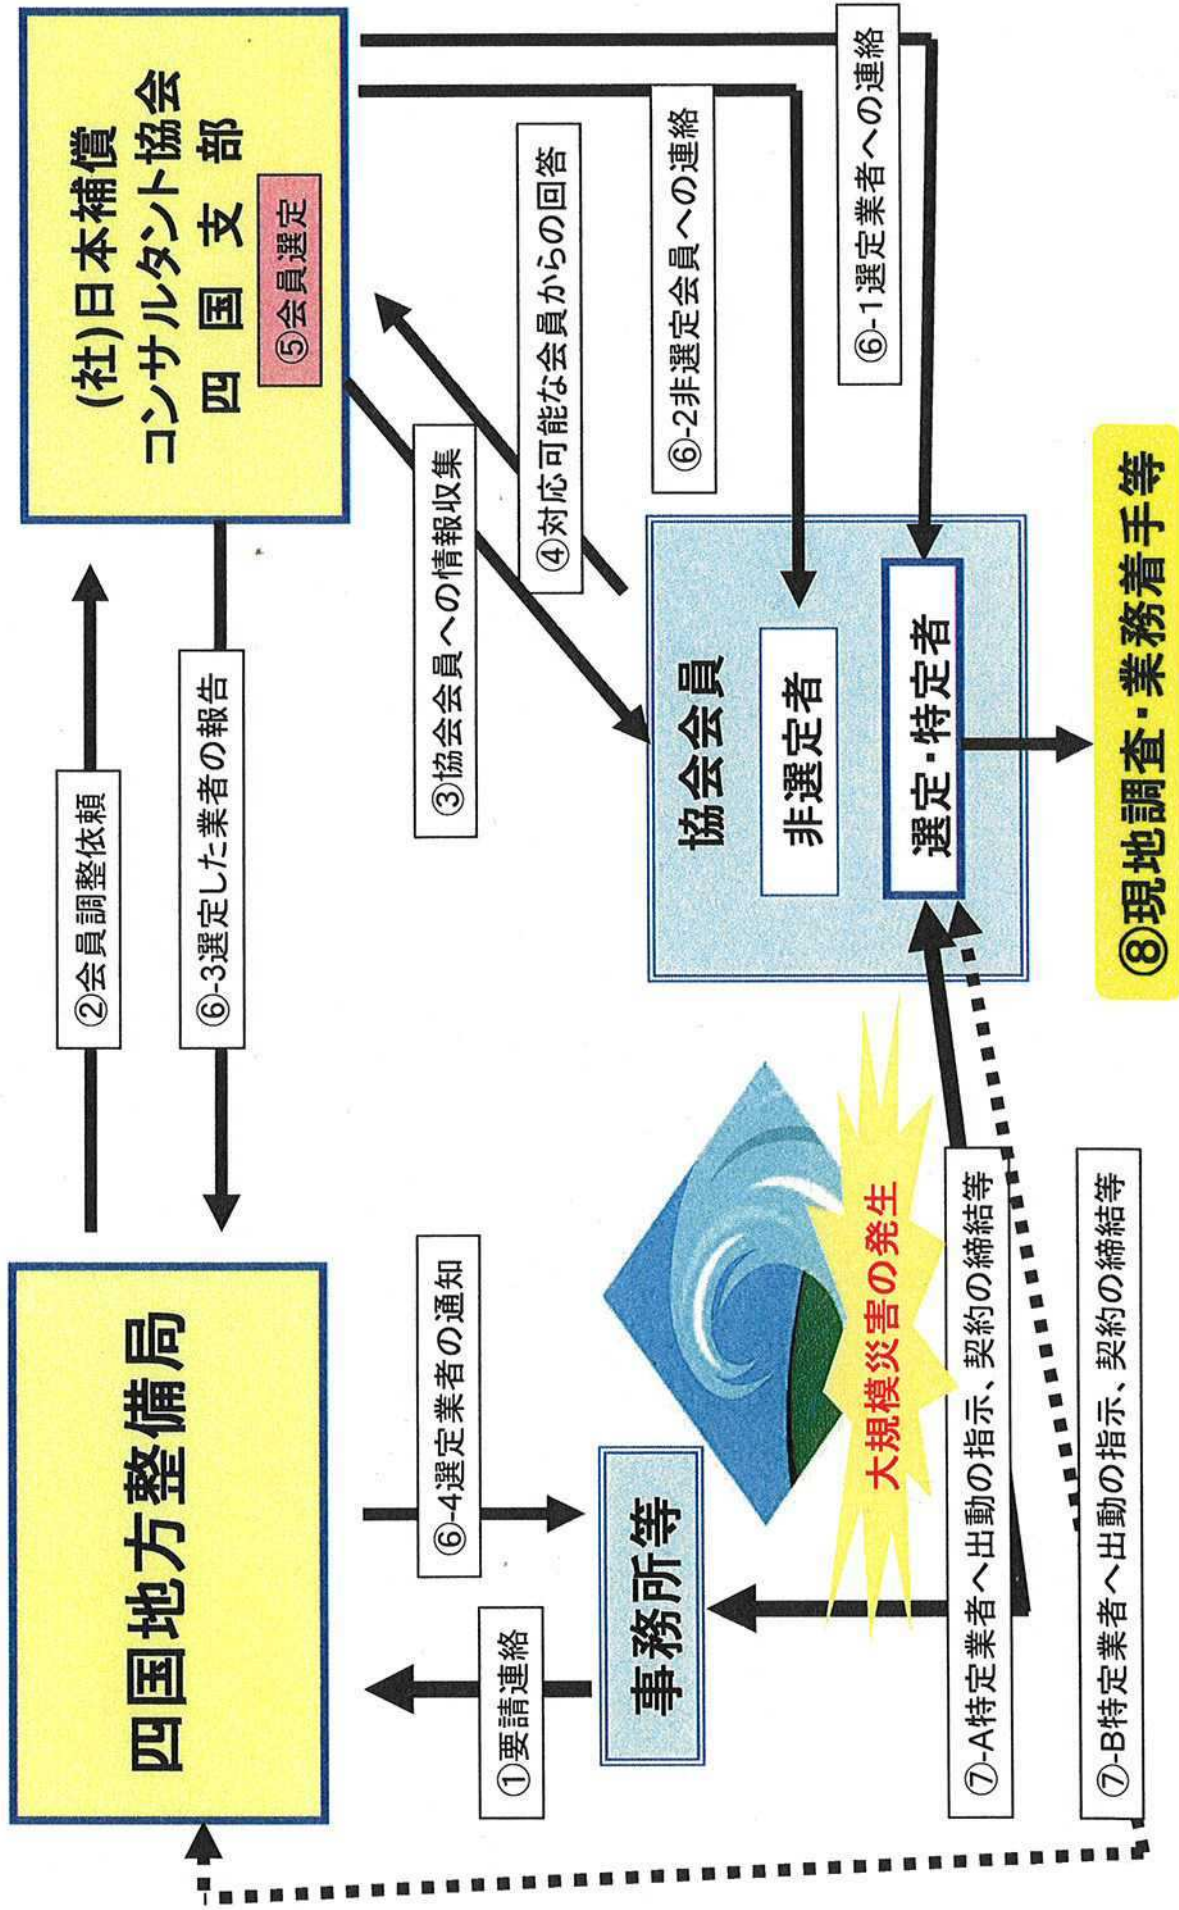 四国地方整備局
②会員調整依頼
⑥-3選定した業者の報告
(社)日本補償
コンサルタント協会
四国支部
⑤会員選定
①要請連絡
⑥-4選定業者の通知
③協会会員への情報収集
④対応可能な会員からの回答
⑥-2非選定会員への連絡
⑥-1選定業者への連絡
事務所等
大規模災害の発生
協会会員
非選定者
選定・特定者
⑦-A特定業者へ出動の指示、契約の締結等
⑦-B特定業者へ出動の指示、契約の締結等
⑧現地調査・業務着手等